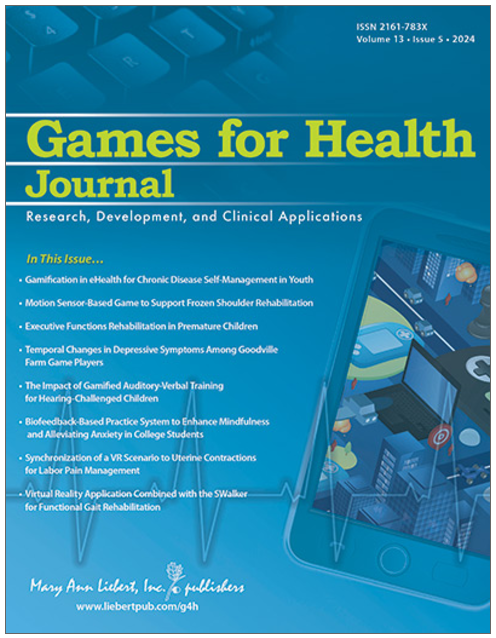 ISSN 2161-783X
Volume 13 • Issue 5 • 2024
Games for Health
Journal
Research, Development, and Clinical Applications
In This Issue...
• Gamification in eHealth for Chronic Disease Self-Management in Youth
• Motion Sensor-Based Game to Support Frozen Shoulder Rehabilitation
• Executive Functions Rehabilitation in Premature Children
• Temporal Changes in Depressive Symptoms Among Goodville
Farm Game Players
• The Impact of Gamified Auditory-Verbal Training
for Hearing-Challenged Children
• Biofeedback-Based Practice System to Enhance Mindfulness
and Alleviating Anxiety in College Students
• Synchronization of a VR Scenario to Uterine Contractions
for Labor Pain Management
• Virtual Reality Application Combined with the SWalker
for Functional Gait Rehabilitation
Mary Ann Liebert, Inc. publishers
www.liebertpub.com/g4h